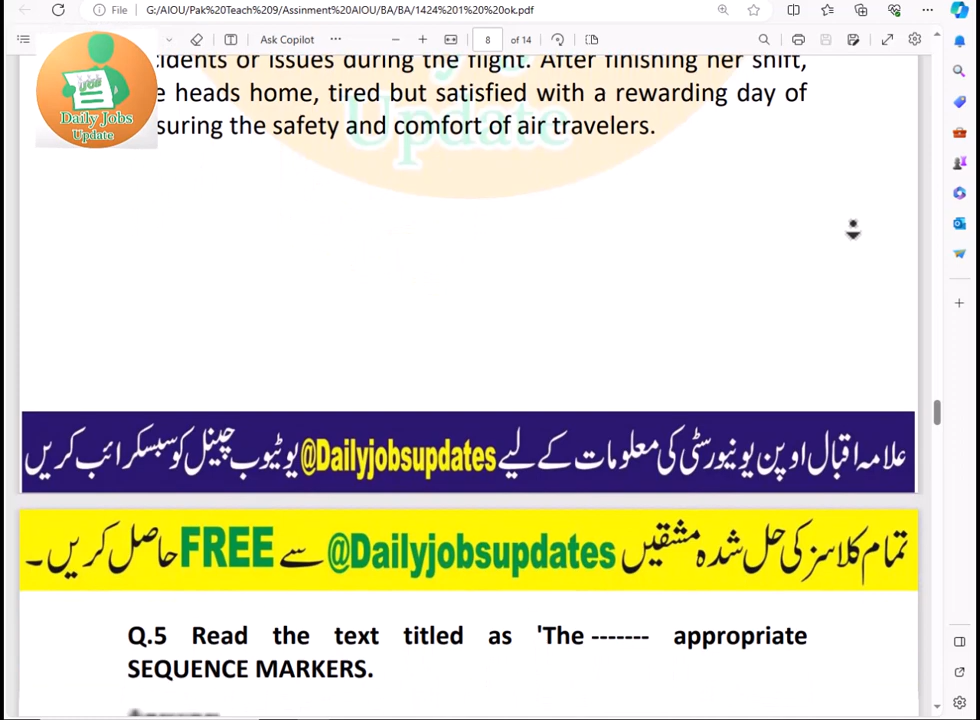 G:/AIOU/Pak%20Teach%209/Assinment%20AIOU/BA/BA/1424%201%20%20ok.pdf
File
Ask Copilot
8 of 14
Daily Jobs
Update
cidents or issues during the flight. After finishing her shift,
e heads home, tired but satisfied with a rewarding day of
suring the safety and comfort of air travelers.
Update
علامہ اقبال اوپن یونیورسٹی کی معلومات کے لیے @Dailyjobsupdates یوٹیوب چینل کو سبسکرائب کریں
تمام کلاسز کی حل شدہ مشقیں @Dailyjobsupdates سے FREE حاصل کریں۔
Q.5 Read the text titled as 'The ------- appropriate
SEQUENCE MARKERS.